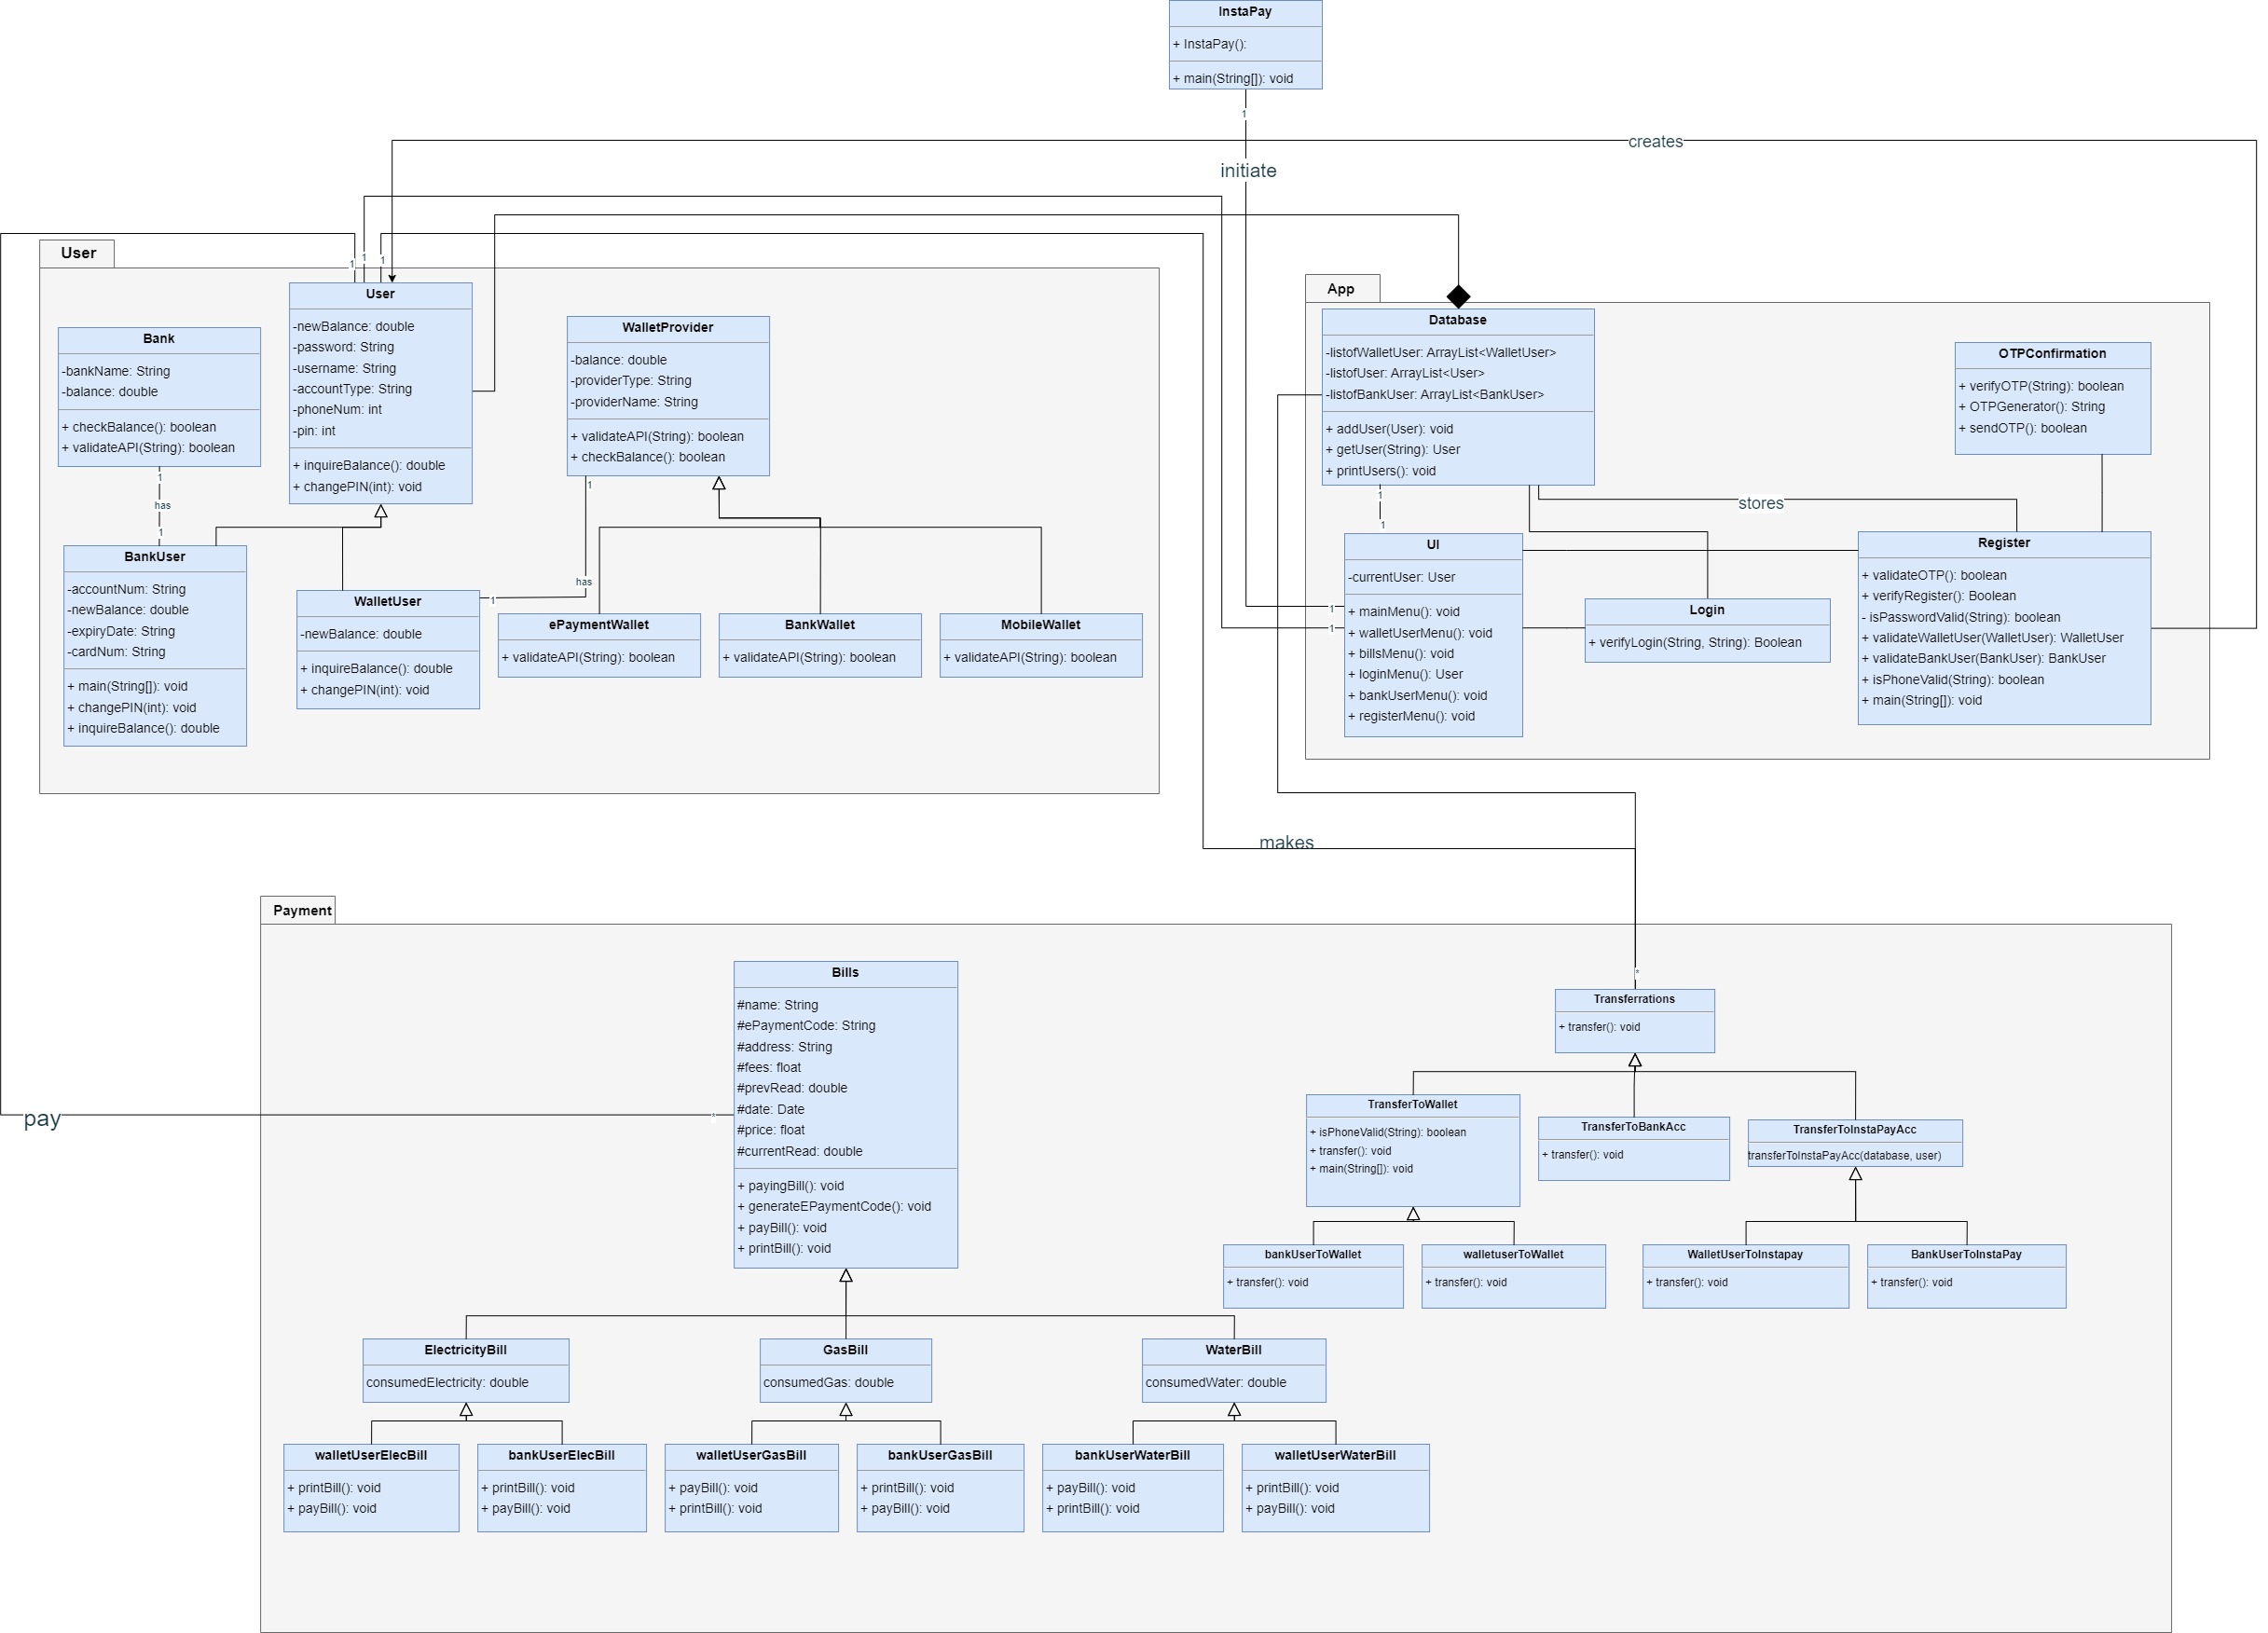 InstaPay
+ InstaPay():
+ main(String[]): void
1
creates
initiate
1
1
1
User
User
-newBalance: double
-password: String
-username: String
-accountType: String
-phoneNum: int
-pin: int
+ inquireBalance(): double
+ changePIN(int): void
Bank
-bankName: String
-balance: double
+ checkBalance(): boolean
+ validateAPI(String): boolean
1
has
1
WalletProvider
-balance: double
-providerType: String
-providerName: String
+ validateAPI(String): boolean
+ checkBalance(): boolean
1
has
1
BankUser
-accountNum: String
-newBalance: double
-expiryDate: String
-cardNum: String
+ main(String[]): void
+ changePIN(int): void
+ inquireBalance(): double
WalletUser
-newBalance: double
+ inquireBalance(): double
+ changePIN(int): void
ePaymentWallet
+ validateAPI(String): boolean
BankWallet
+ validateAPI(String): boolean
MobileWallet
+ validateAPI(String): boolean
App
Database
-listofWalletUser: ArrayList<WalletUser>
-listofUser: ArrayList<User>
-listofBankUser: ArrayList<BankUser>
+ addUser(User): void
+ getUser(String): User
+ printUsers(): void
OTPConfirmation
+ verifyOTP(String): boolean
+ OTPGenerator(): String
+ sendOTP(): boolean
1
1
stores
UI
-currentUser: User
+ mainMenu(): void
+ walletUserMenu(): void
+ billsMenu(): void
+ loginMenu(): User
+ bankUserMenu(): void
+ registerMenu(): void
1
1
Login
+ verifyLogin(String, String): Boolean
Register
+ validateOTP(): boolean
+ verifyRegister(): Boolean
- isPasswordValid(String): boolean
+ validateWalletUser(WalletUser): WalletUser
+ validateBankUser(BankUser): BankUser
+ isPhoneValid(String): boolean
+ main(String[]): void
makes
Payment
pay
*
Bills
#name: String
#ePaymentCode: String
#address: String
#fees: float
#prevRead: double
#date: Date
#price: float
#currentRead: double
+ payingBill(): void
+ generateEPaymentCode(): void
+ payBill(): void
+ printBill(): void
*
Transferrations
+ transfer(): void
TransferToWallet
+ isPhoneValid(String): boolean
+ transfer(): void
+ main(String[]): void
TransferToBankAcc
+ transfer(): void
TransferToInstaPayAcc
transferToInstaPayAcc(database, user)
bankUserToWallet
+ transfer(): void
walletuserToWallet
+ transfer(): void
WalletUserToInstapay
+ transfer(): void
BankUserToInstaPay
+ transfer(): void
ElectricityBill
consumedElectricity: double
GasBill
consumedGas: double
WaterBill
consumedWater: double
walletUserElecBill
+ printBill(): void
+ payBill(): void
bankUserElecBill
+ printBill(): void
+ payBill(): void
walletUserGasBill
+ payBill(): void
+ printBill(): void
bankUserGasBill
+ printBill(): void
+ payBill(): void
bankUserWaterBill
+ payBill(): void
+ printBill(): void
walletUserWaterBill
+ printBill(): void
+ payBill(): void